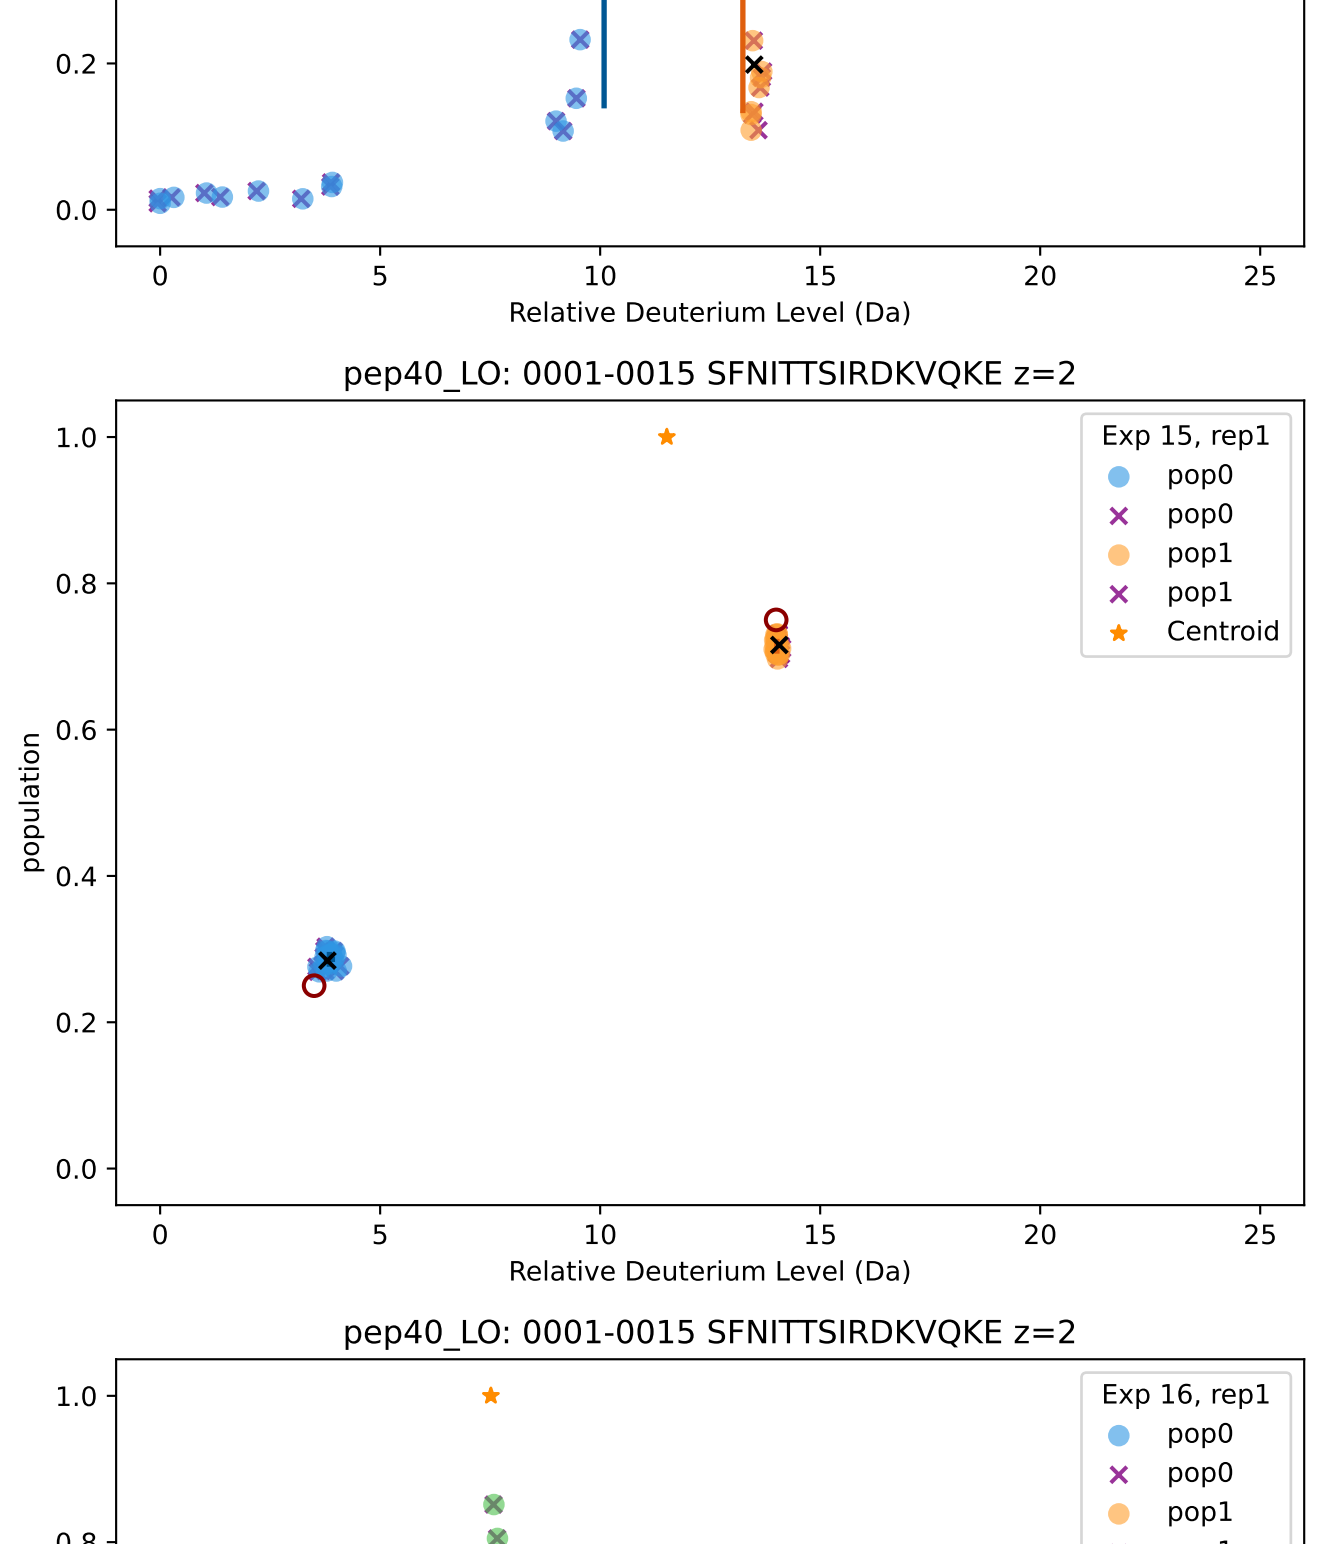 0.2
0.0
0 5 10 15 20 25
Relative Deuterium Level (Da)
pep40_LO: 0001-0015 SFNITTSIRDKVQKE z=2
1.0
0.8
0.6
0.4
0.2
0.0
population
Exp 15, rep1
pop0
pop0
pop1
pop1
Centroid
0 5 10 15 20 25
Relative Deuterium Level (Da)
pep40_LO: 0001-0015 SFNITTSIRDKVQKE z=2
1.0
0.8
Exp 16, rep1
pop0
pop0
pop1